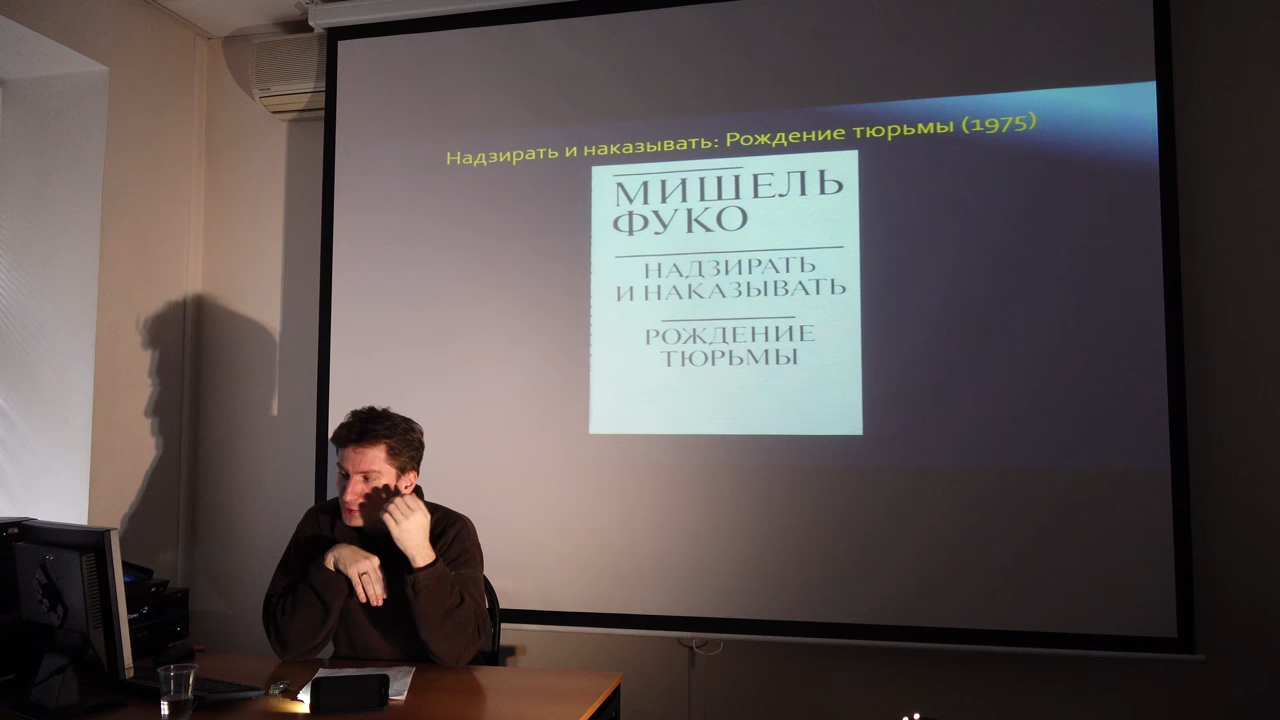 Надзирать и наказывать: Рождение тюрьмы (1975)
МИШЕЛЬ
ФУКО
НАДЗИРАТЬ
И НАКАЗЫВАТЬ
РОЖДЕНИЕ
ТЮРЬМЫ